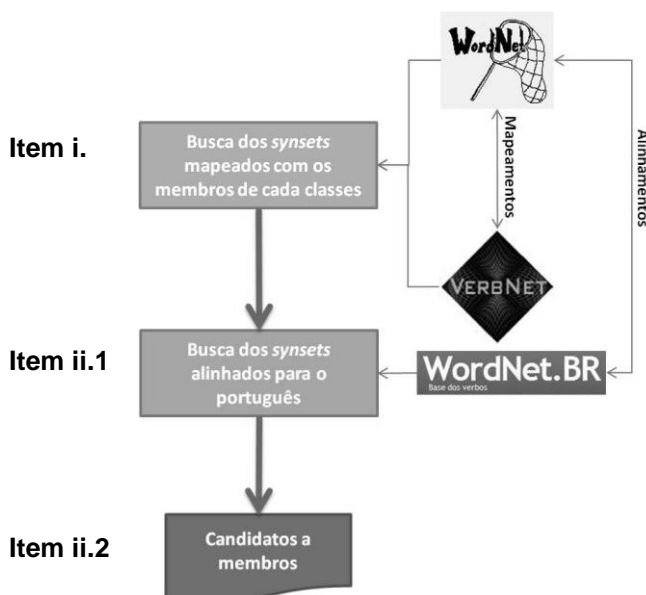 WordNet
Item i.
Busca dos synsets
mapeados com os
membros de cada classes
Mapeamentos
Alinhamentos
VERBNET
Item ii.1
Busca dos synsets
alinhados para o
português
WordNet.BR
Base dos verbos
Item ii.2
Candidatos a
membros